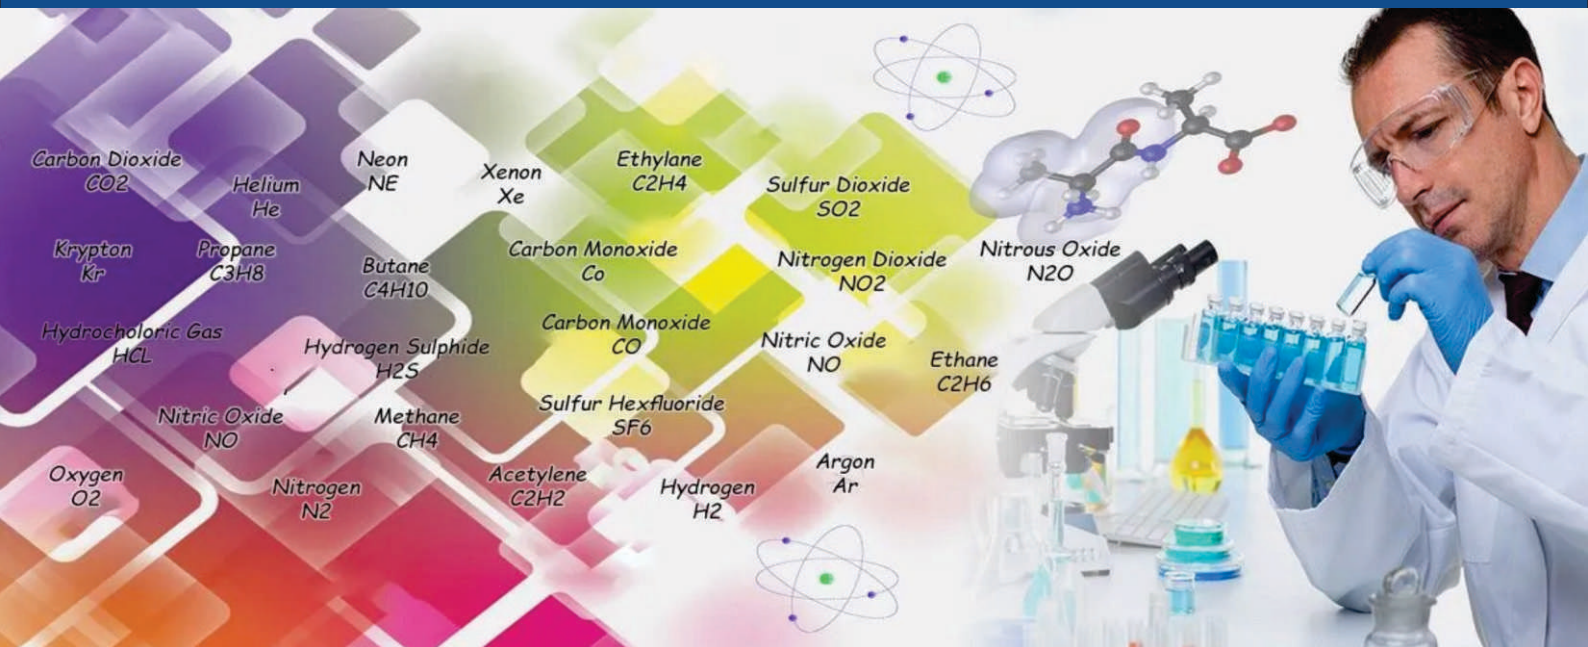 Carbon Dioxide
CO2
Helium
He
Neon
NE
Xenon
Xe
Ethylane
C2H4
Sulfur Dioxide
SO2
Krypton
Kr
Propane
C3H8
Butane
C4H10
Carbon Monoxide
Co
Nitrogen Dioxide
NO2
Nitrous Oxide
N2O
Hydrocholoric Gas
HCL
Hydrogen Sulphide
H2S
Carbon Monoxide
CO
Nitric Oxide
NO
Ethane
C2H6
Nitric Oxide
NO
Methane
CH4
Sulfur Hexfluoride
SF6
Oxygen
O2
Nitrogen
N2
Acetylene
C2H2
Hydrogen
H2
Argon
Ar